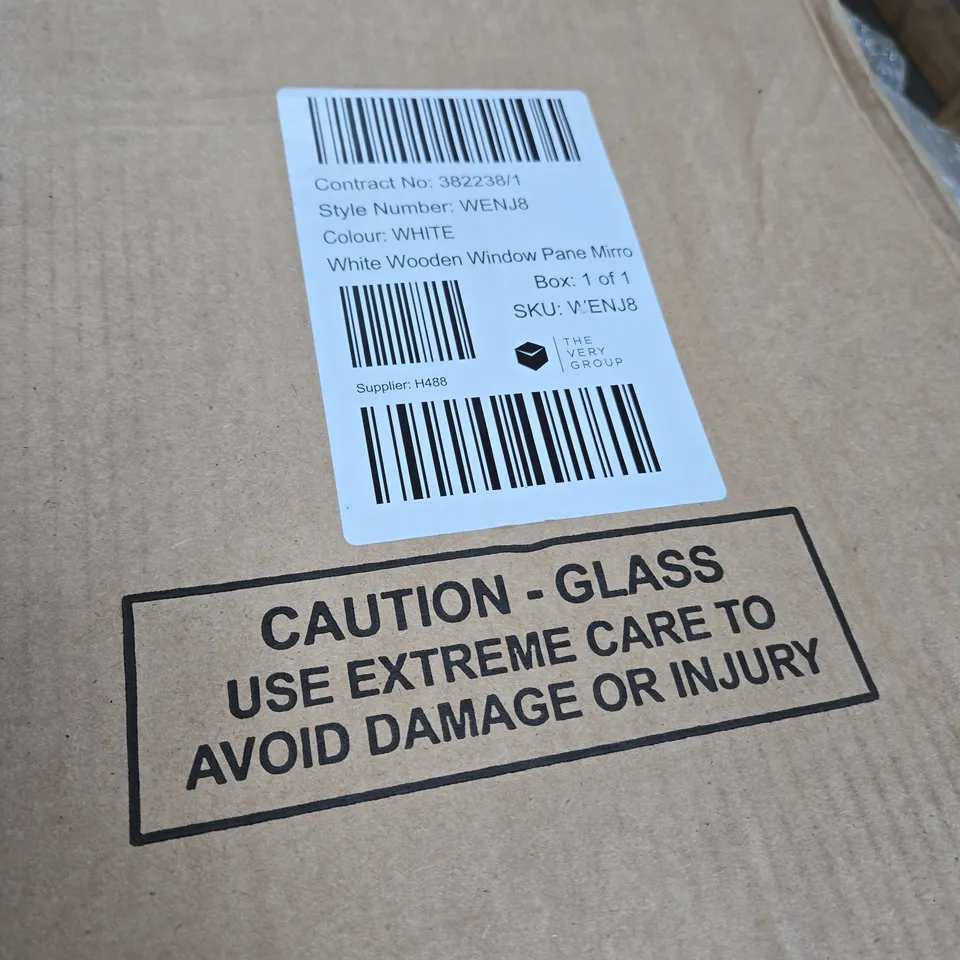 Contract No: 382238/1
Style Number: WENJ8
Colour: WHITE
White Wooden Window Pane Mirro
Box: 1 of 1
SKU: WENJ8
THE
VERY
GROUP
Supplier: H488
CAUTION - GLASS
USE EXTREME CARE TO
AVOID DAMAGE OR INJURY